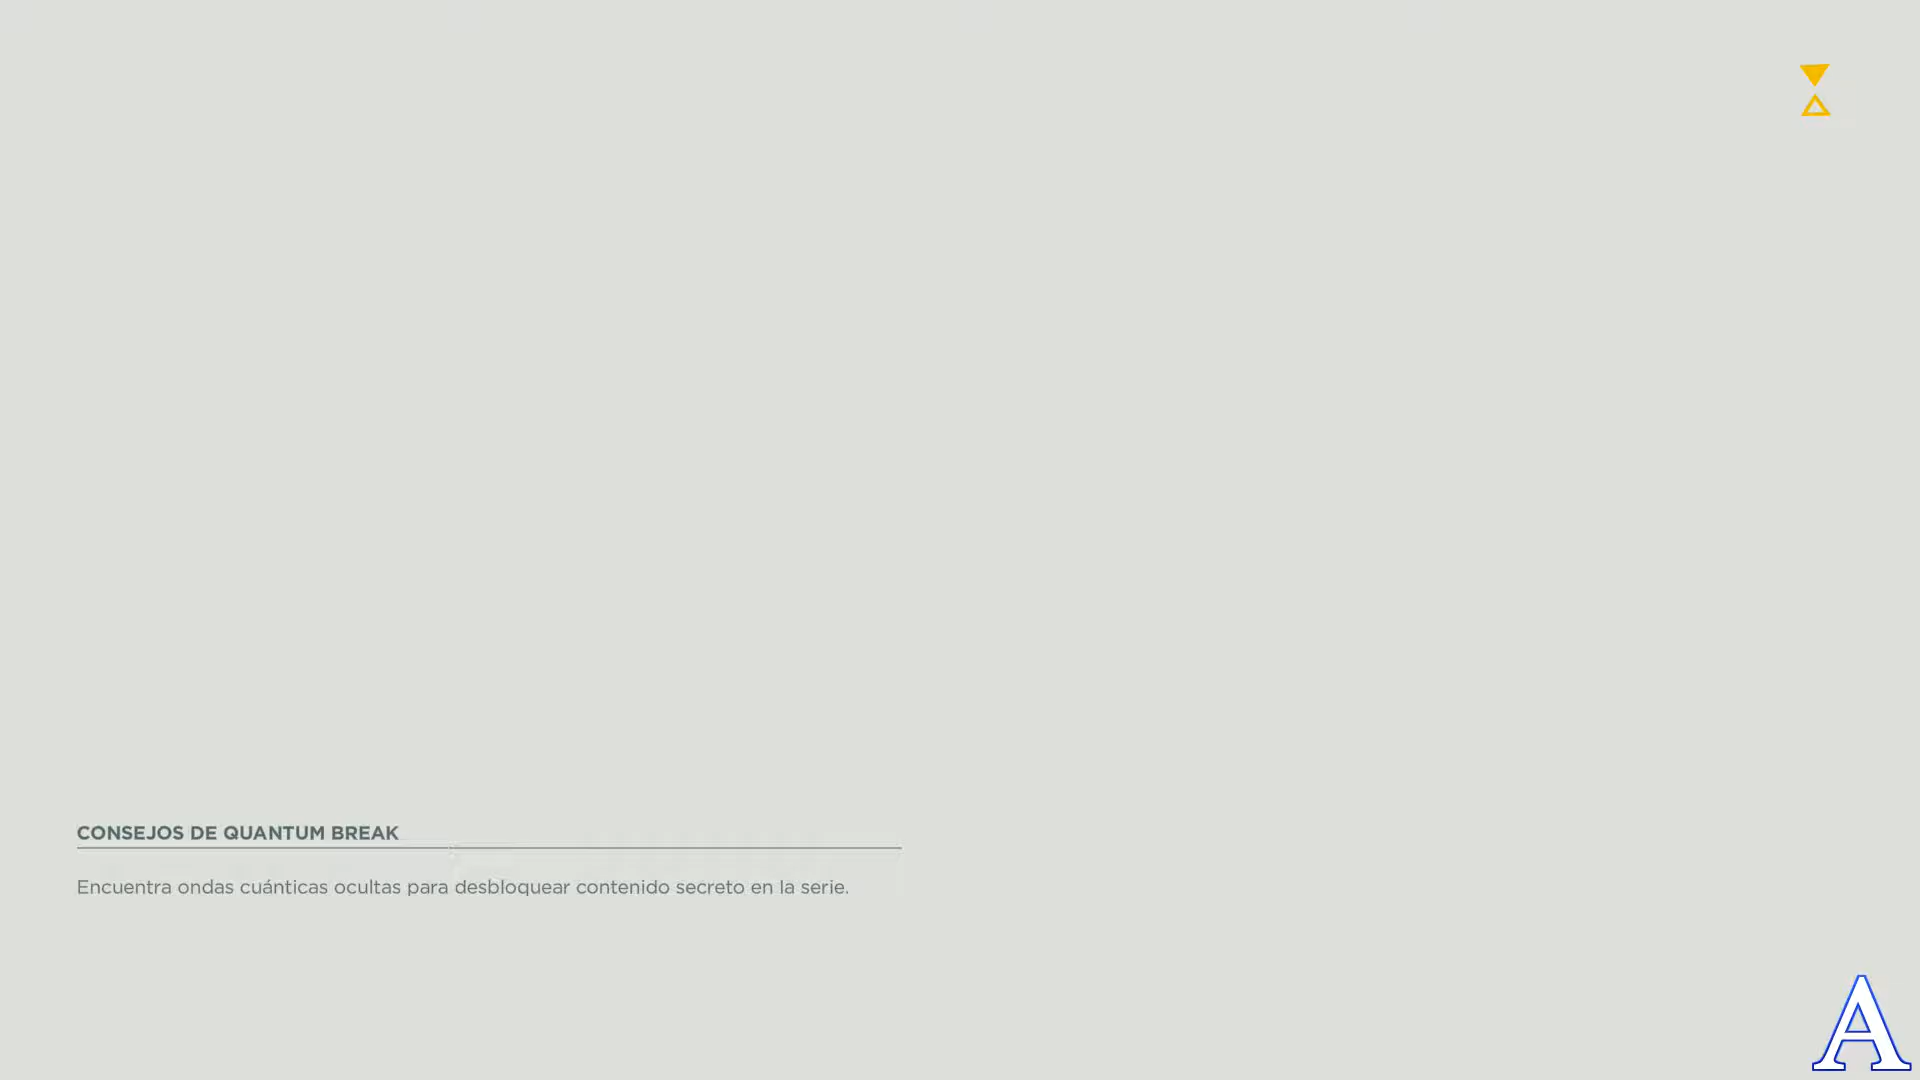 CONSEJOS DE QUANTUM BREAK
Encuentra ondas cuánticas ocultas para desbloquear contenido secreto en la serie.
A